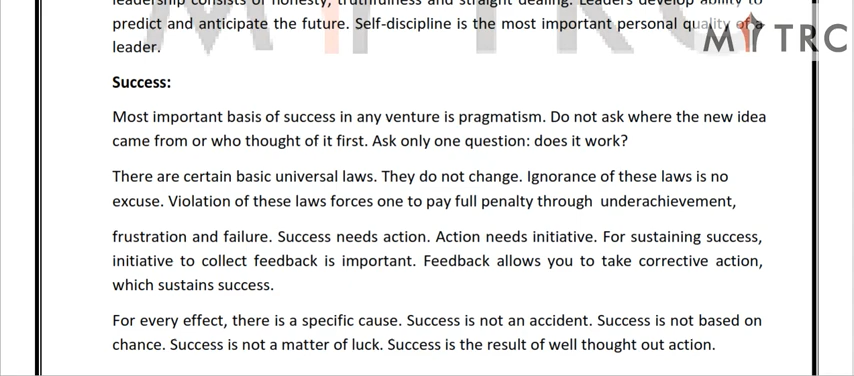 leadership consists of honesty, truthfulness and straight dealing. Leaders develop ability to
predict and anticipate the future. Self-discipline is the most important personal quality of a
leader.
MTRC
Success:
Most important basis of success in any venture is pragmatism. Do not ask where the new idea
came from or who thought of it first. Ask only one question: does it work?
There are certain basic universal laws. They do not change. Ignorance of these laws is no
excuse. Violation of these laws forces one to pay full penalty through underachievement,
frustration and failure. Success needs action. Action needs initiative. For sustaining success,
initiative to collect feedback is important. Feedback allows you to take corrective action,
which sustains success.
For every effect, there is a specific cause. Success is not an accident. Success is not based on
chance. Success is not a matter of luck. Success is the result of well thought out action.